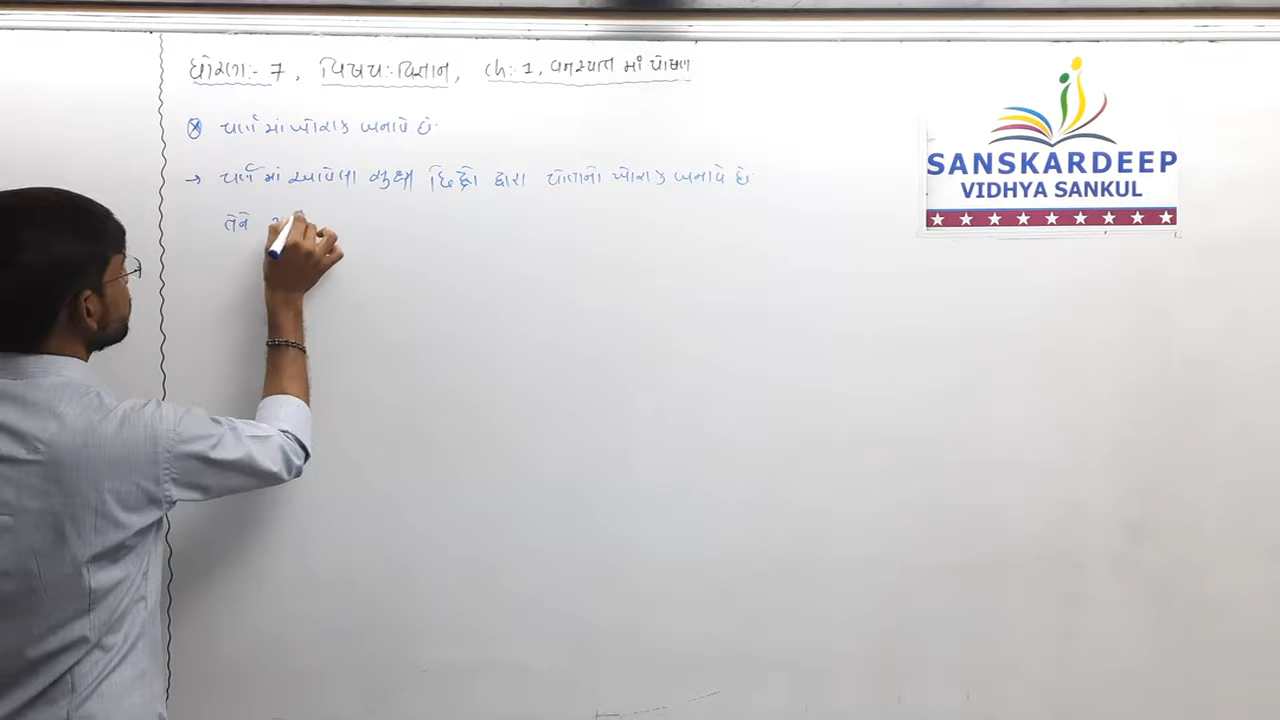 ધોરણ:- 7, વિષય: વિજ્ઞાન, ch: 1, વનસ્પતિ માં પોષણ
પર્ણ માં ખોરાક બનાવે છે.
→ પર્ણ માં આવેલા સુક્ષ્મ છિદ્રો દ્વારા પોતાનો ખોરાક બનાવે છે
તેને
SANSKARDEEP
VIDHYA SANKUL